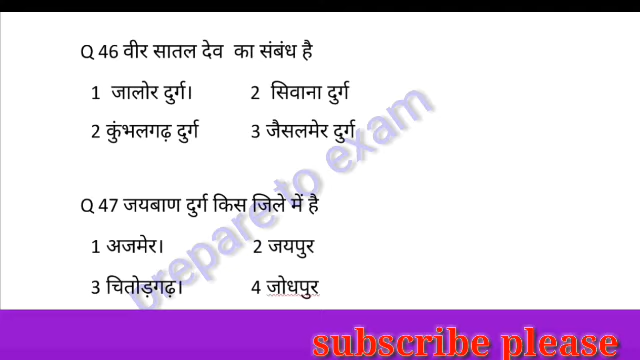 Q 46 वीर सातल देव का संबंध है
1 जालोर दुर्ग। 2 सिवाना दुर्ग
2 कुंभलगढ़ दुर्ग 3 जैसलमेर दुर्ग
prepare to exam
Q 47 जयबाण दुर्ग किस जिले में है
1 अजमेर। 2 जयपुर
3 चितोड़गढ़। 4 जोधपुर
subscribe please